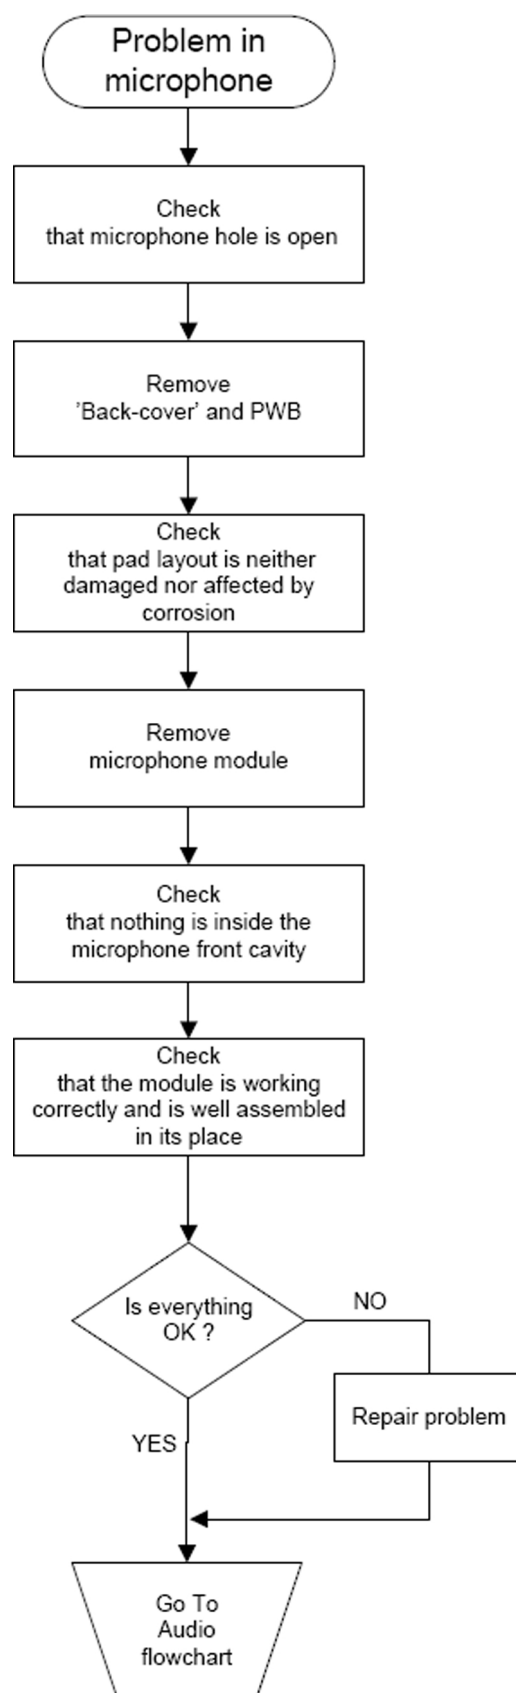 Problem in
microphone
Check
that microphone hole is open
Remove
'Back-cover' and PWB
Check
that pad layout is neither
damaged nor affected by
corrosion
Remove
microphone module
Check
that nothing is inside the
microphone front cavity
Check
that the module is working
correctly and is well assembled
in its place
Is everything
OK ?
NO
Repair problem
YES
Go To
Audio
flowchart